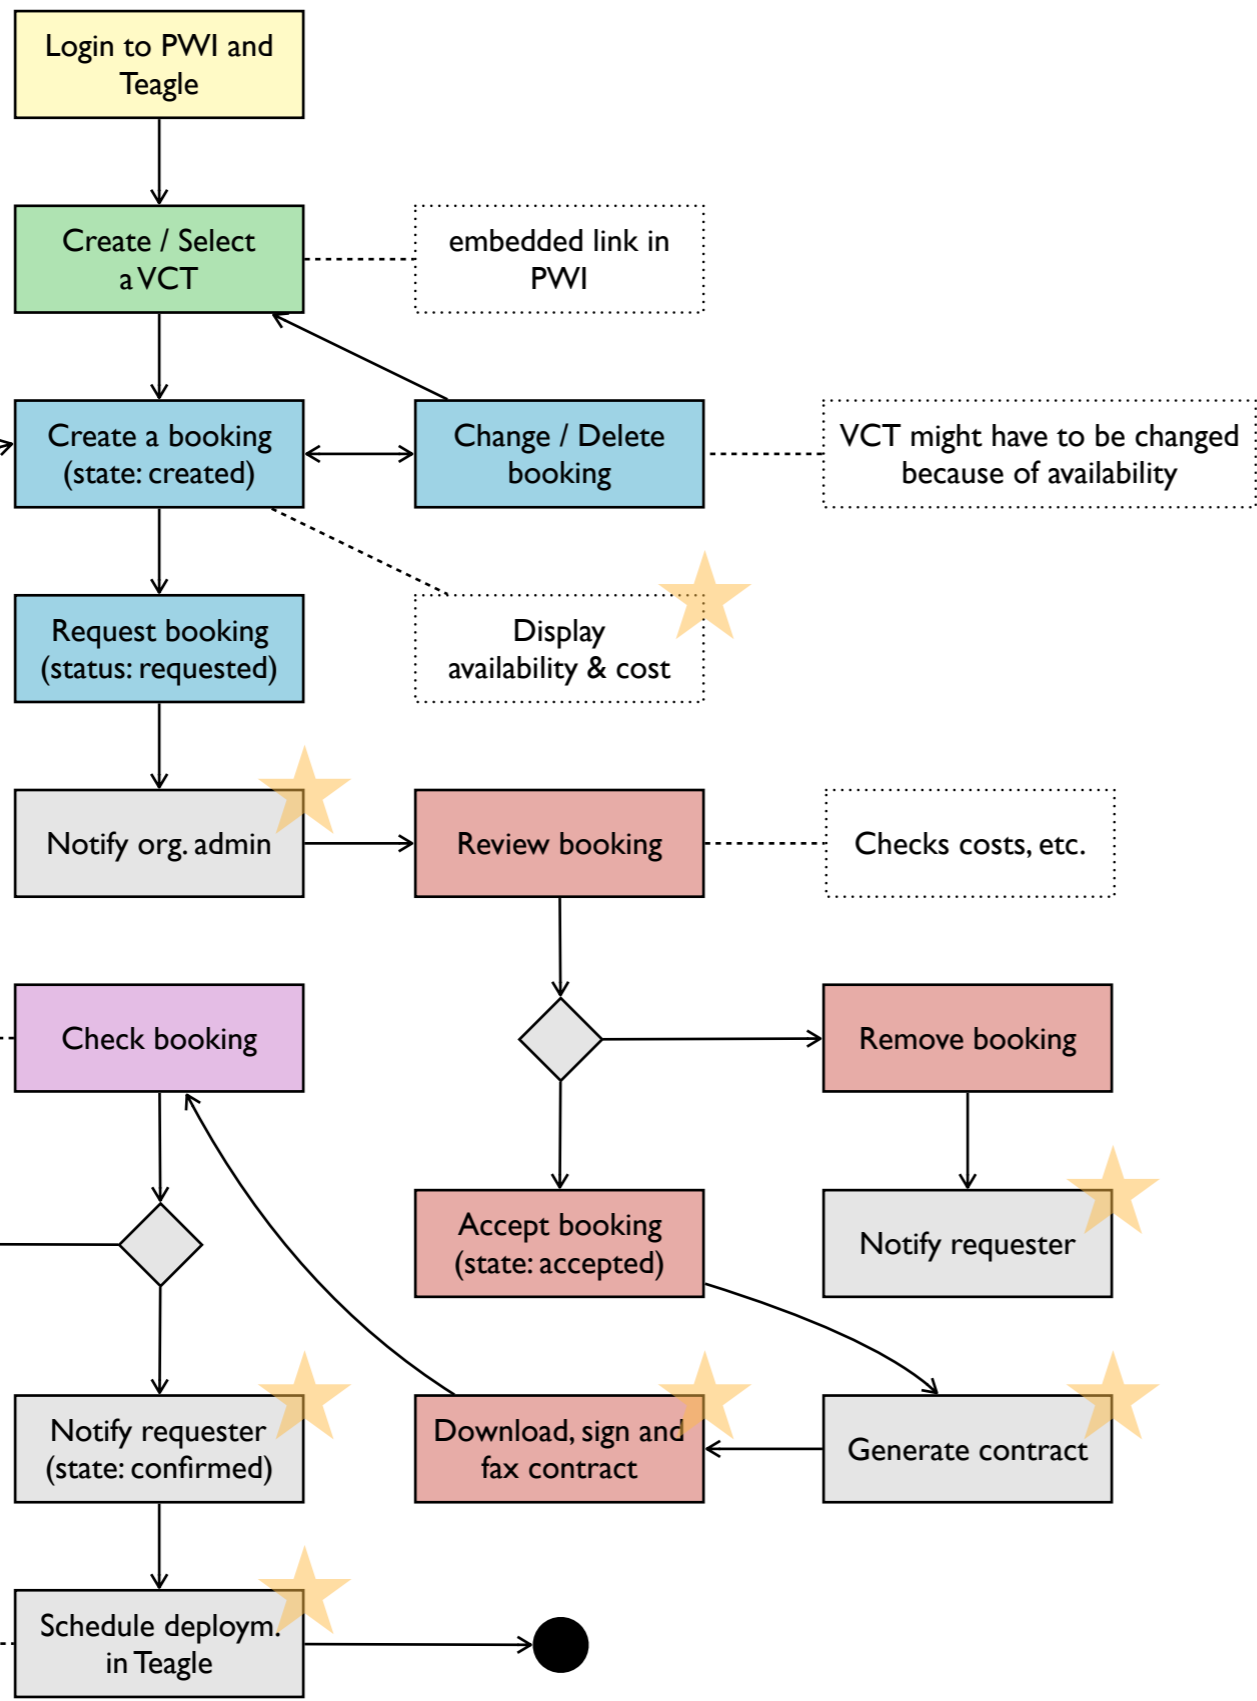 Login to PWI and
Teagle
Create / Select
a VCT
embedded link in
PWI
Create a booking
(state: created)
Change / Delete
booking
VCT might have to be changed
because of availability
Request booking
(status: requested)
Display
availability & cost
Notify org. admin
Review booking
Checks costs, etc.
Check booking
Remove booking
Accept booking
(state: accepted)
Notify requester
Notify requester
(state: confirmed)
Download, sign and
fax contract
Generate contract
Schedule deploym.
in Teagle